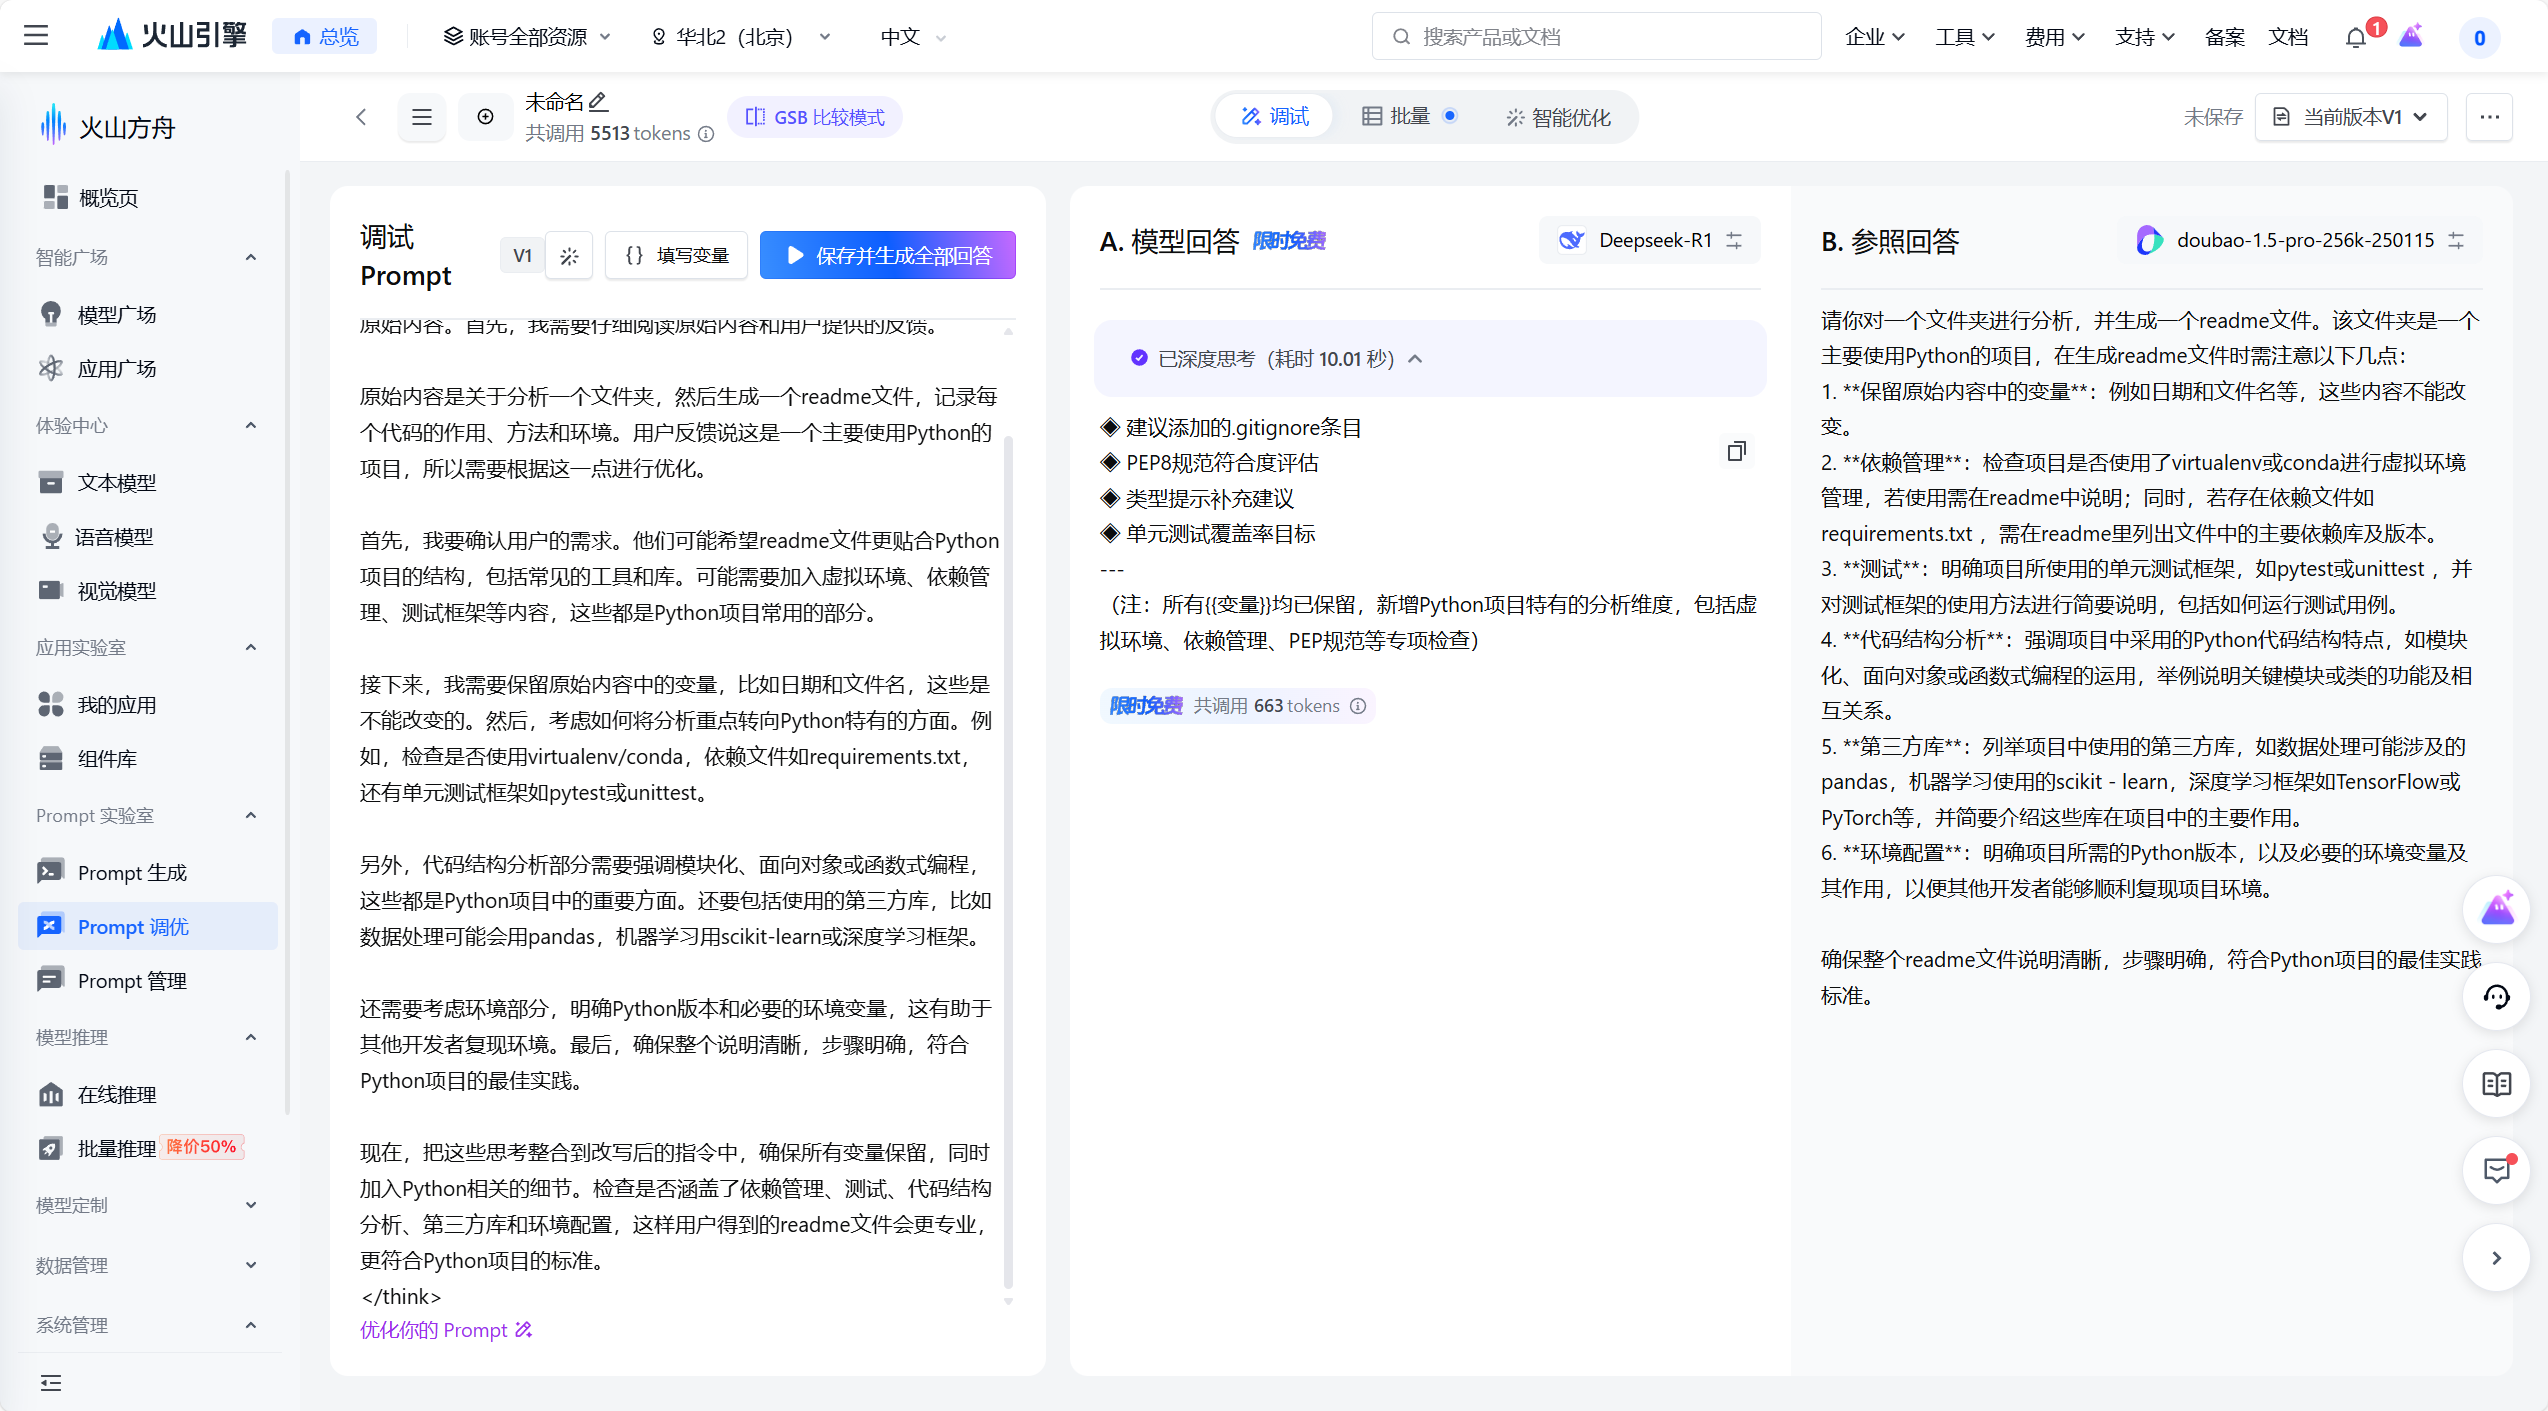 火山引擎
总览
账号全部资源
华北2（北京）
中文
搜索产品或文档
企业
工具
费用
支持
备案
文档
1
0
火山方舟
概览页
智能广场
模型广场
应用广场
体验中心
文本模型
语音模型
视觉模型
应用实验室
我的应用
组件库
Prompt 实验室
Prompt 生成
Prompt 调优
Prompt 管理
模型推理
在线推理
批量推理 降价50%
模型定制
数据管理
系统管理
未命名
共调用 5513 tokens
GSB 比较模式
调试
批量
智能优化
未保存
当前版本V1
调试
Prompt
V1
{} 填写变量
保存并生成全部回答
原始内容。首先，我需要仔细阅读原始内容和用户提供的反馈。
原始内容是关于分析一个文件夹，然后生成一个readme文件，记录每
个代码的作用、方法和环境。用户反馈说这是一个主要使用Python的
项目，所以需要根据这一点进行优化。
首先，我要确认用户的需求。他们可能希望readme文件更贴合Python
项目的结构，包括常见的工具和库。可能需要加入虚拟环境、依赖管
理、测试框架等内容，这些都是Python项目常用的部分。
接下来，我需要保留原始内容中的变量，比如日期和文件名，这些是
不能改变的。然后，考虑如何将分析重点转向Python特有的方面。例
如，检查是否使用virtualenv/conda，依赖文件如requirements.txt，
还有单元测试框架如pytest或unittest。
另外，代码结构分析部分需要强调模块化、面向对象或函数式编程，
这些都是Python项目中的重要方面。还要包括使用的第三方库，比如
数据处理可能会用pandas，机器学习用scikit-learn或深度学习框架。
还需要考虑环境部分，明确Python版本和必要的环境变量，这有助于
其他开发者复现环境。最后，确保整个说明清晰，步骤明确，符合
Python项目的最佳实践。
现在，把这些思考整合到改写后的指令中，确保所有变量保留，同时
加入Python相关的细节。检查是否涵盖了依赖管理、测试、代码结构
分析、第三方库和环境配置，这样用户得到的readme文件会更专业，
更符合Python项目的标准。
</think>
优化你的 Prompt
A. 模型回答 限时免费
Deepseek-R1
已深度思考（耗时 10.01 秒）
◈ 建议添加的.gitignore条目
◈ PEP8规范符合度评估
◈ 类型提示补充建议
◈ 单元测试覆盖率目标
---
（注：所有{{变量}}均已保留，新增Python项目特有的分析维度，包括虚
拟环境、依赖管理、PEP规范等专项检查）
限时免费 共调用 663 tokens
B. 参照回答
doubao-1.5-pro-256k-250115
请你对一个文件夹进行分析，并生成一个readme文件。该文件夹是一个
主要使用Python的项目，在生成readme文件时需注意以下几点：
1. **保留原始内容中的变量**：例如日期和文件名等，这些内容不能改
变。
2. **依赖管理**：检查项目是否使用了virtualenv或conda进行虚拟环境
管理，若使用需在readme中说明；同时，若存在依赖文件如
requirements.txt ，需在readme里列出文件中的主要依赖库及版本。
3. **测试**：明确项目所使用的单元测试框架，如pytest或unittest ，并
对测试框架的使用方法进行简要说明，包括如何运行测试用例。
4. **代码结构分析**：强调项目中采用的Python代码结构特点，如模块
化、面向对象或函数式编程的运用，举例说明关键模块或类的功能及相
互关系。
5. **第三方库**：列举项目中使用的第三方库，如数据处理可能涉及的
pandas，机器学习使用的scikit - learn，深度学习框架如TensorFlow或
PyTorch等，并简要介绍这些库在项目中的主要作用。
6. **环境配置**：明确项目所需的Python版本，以及必要的环境变量及
其作用，以便其他开发者能够顺利复现项目环境。
确保整个readme文件说明清晰，步骤明确，符合Python项目的最佳实践
标准。